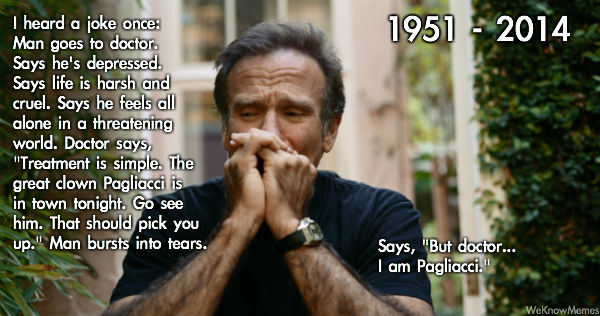 I heard a joke once:
Man goes to doctor.
Says he's depressed.
Says life is harsh and
cruel. Says he feels all
alone in a threatening
world. Doctor says,
"Treatment is simple. The
great clown Pagliacci is
in town tonight. Go see
him. That should pick you
up." Man bursts into tears.
1951 - 2014
Says, "But doctor...
I am Pagliacci."
WeKnowMemes